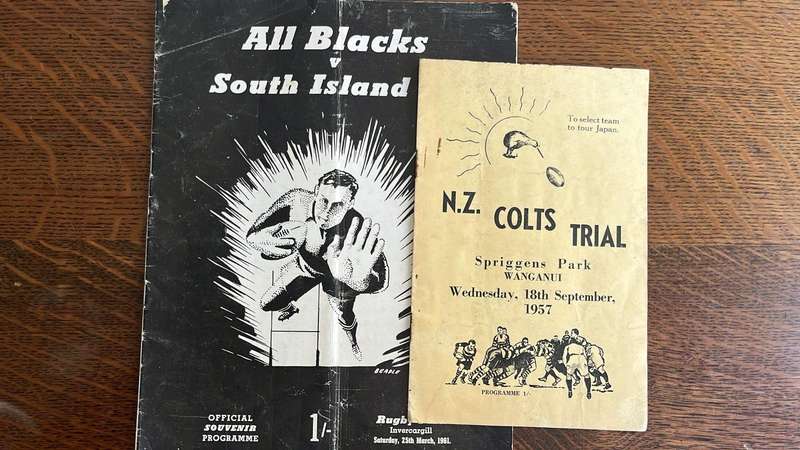 All Blacks
v
South Island
BEADLE
OFFICIAL
SOUVENIR
PROGRAMME
1/-
Rugby
Invercargill
Saturday, 25th March, 1961.
To select team
to tour Japan.
N.Z. COLTS TRIAL
Spriggens Park
WANGANUI
Wednesday, 18th September,
1957
PROGRAMME 1/-